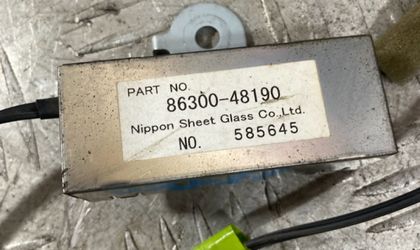 PART NO.
86300-48190
Nippon Sheet Glass Co.,Ltd.
NO. 585645